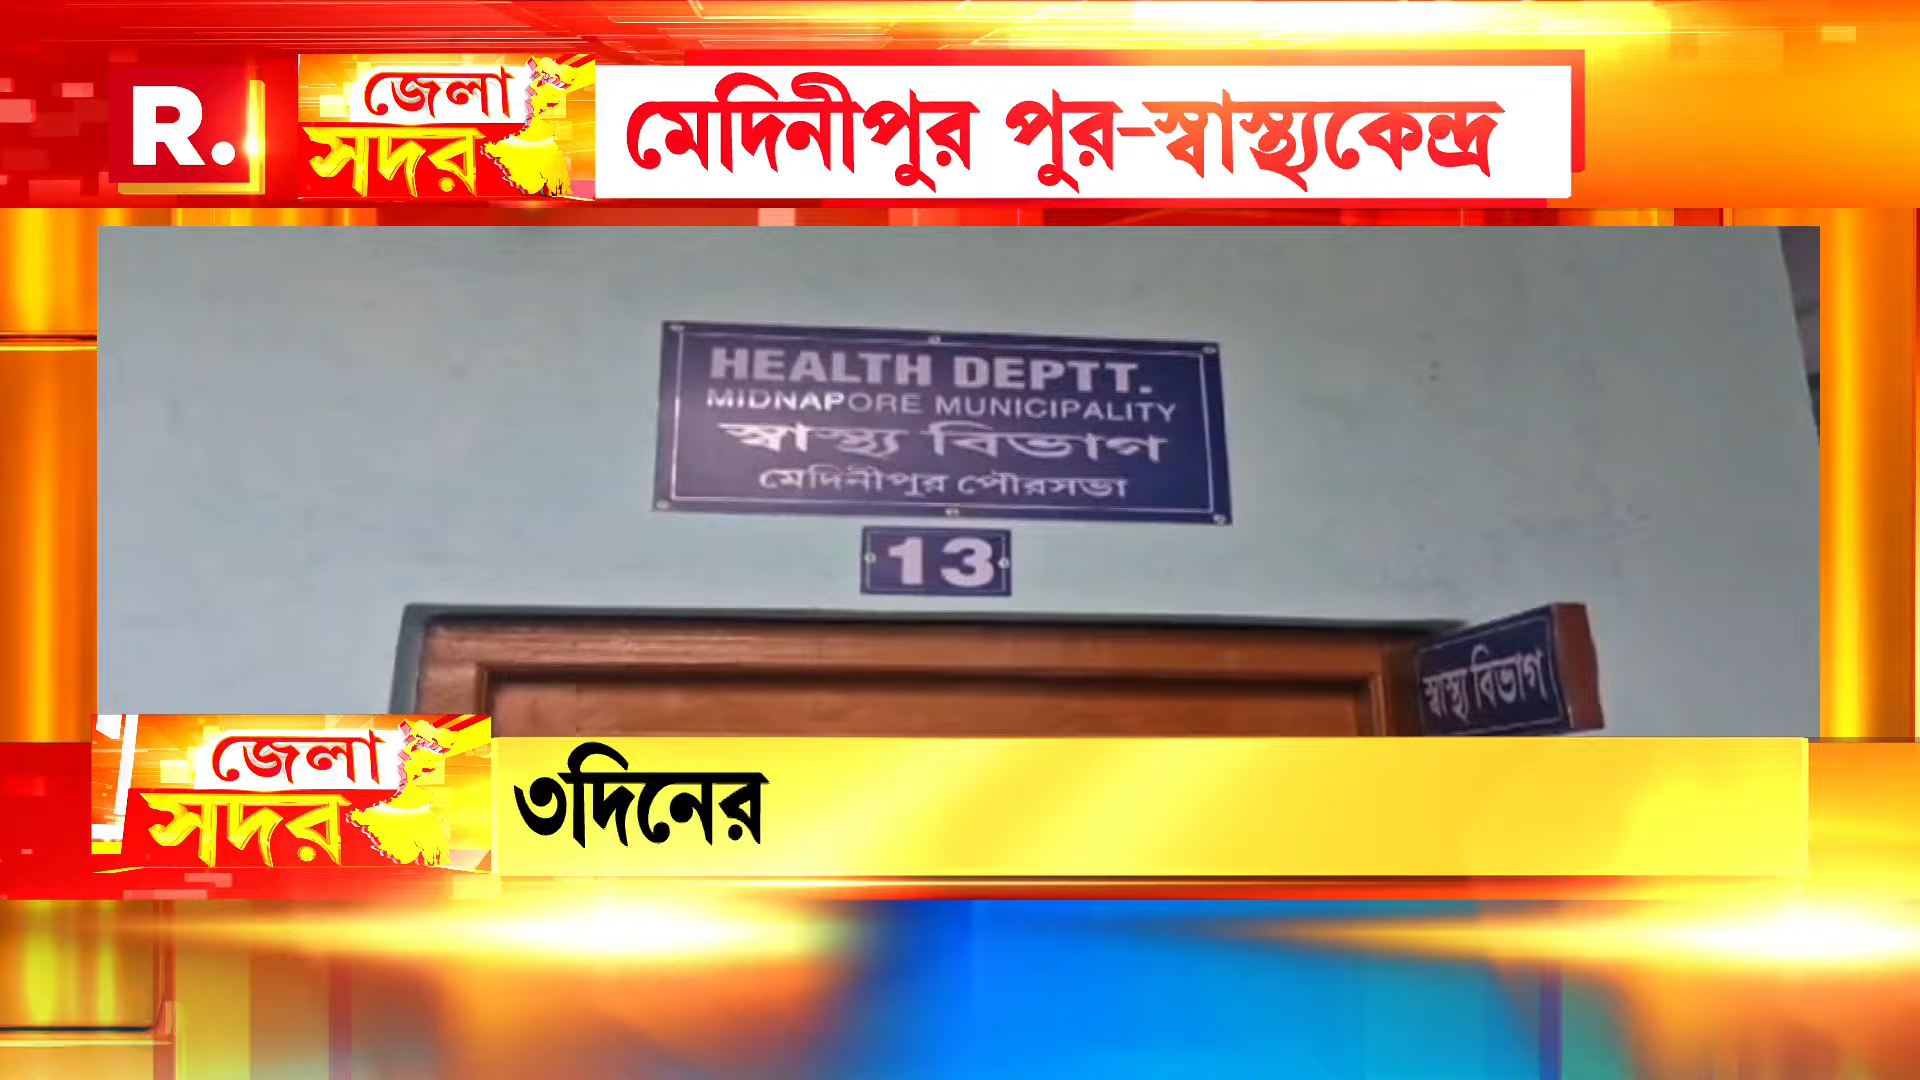 R.
জেলা
সদর
মেদিনীপুর পুর-স্বাস্থ্যকেন্দ্র
HEALTH DEPTT.
MIDNAPORE MUNICIPALITY
স্বাস্থ্য বিভাগ
মেদিনীপুর পৌরসভা
13
স্বাস্থ্য বিভাগ
জেলা
সদর
৩দিনের